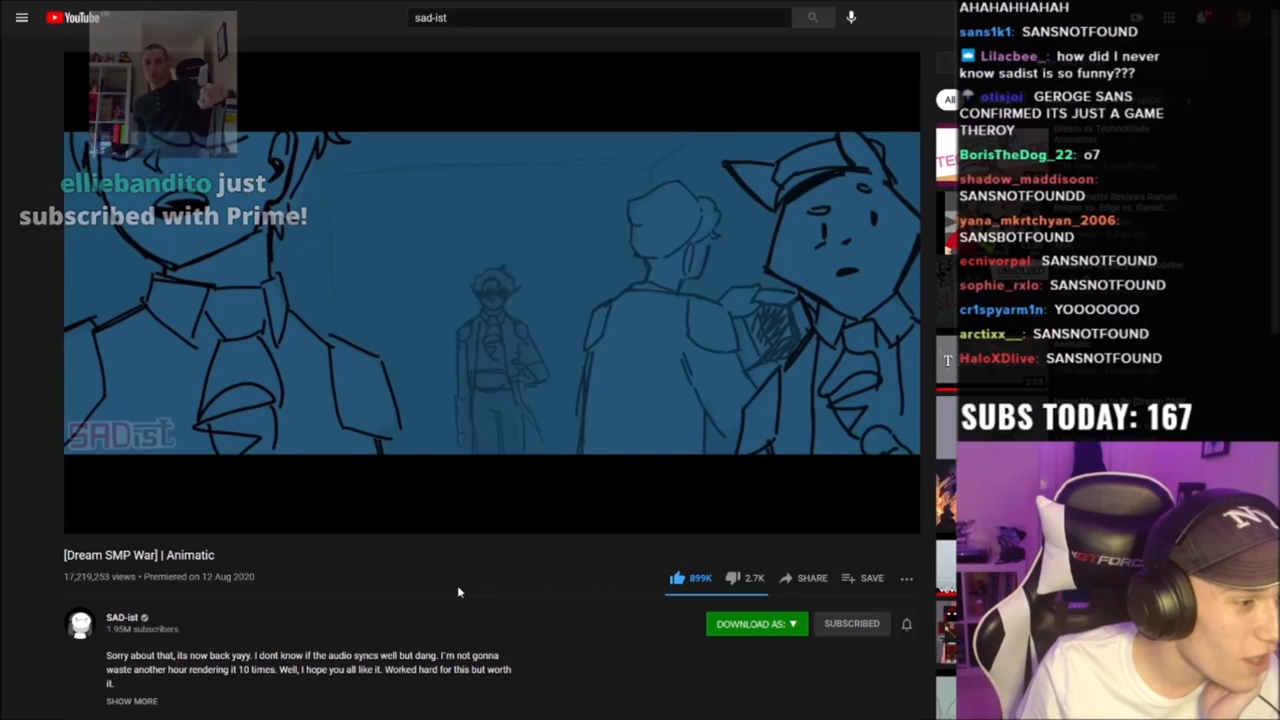 YouTube
sad-ist
elliebandito just
subscribed with Prime!
SADist
[Dream SMP War] | Animatic
17,219,253 views • Premiered on 12 Aug 2020
899K
2.7K
SHARE
SAVE
SAD-ist
1.95M subscribers
DOWNLOAD AS: ▼
SUBSCRIBED
Sorry about that, its now back yayy. I dont know if the audio syncs well but dang. I'm not gonna
waste another hour rendering it 10 times. Well, I hope you all like it. Worked hard for this but worth
it.
SHOW MORE
All
AHAHAHHAHAH
sans1k1: SANSNOTFOUND
Lilacbee_: how did I never
know sadist is so funny???
otisjoi: GEROGE SANS
CONFIRMED ITS JUST A GAME
THEROY
BorisTheDog_22: o7
shadow_maddisoon:
SANSNOTFOUNDD
yana_mkrtchyan_2006:
SANSBOTFOUND
ecnivorpal: SANSNOTFOUND
sophie_rxlo: SANSNOTFOUND
cr1spyarm1n: YOOOOOOO
arctixx__: SANSNOTFOUND
HaloXDlive: SANSNOTFOUND
SUBS TODAY: 167